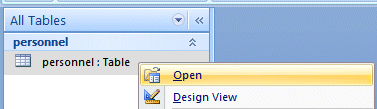 All Tables
personnel
personnel : Table
Open
Design View